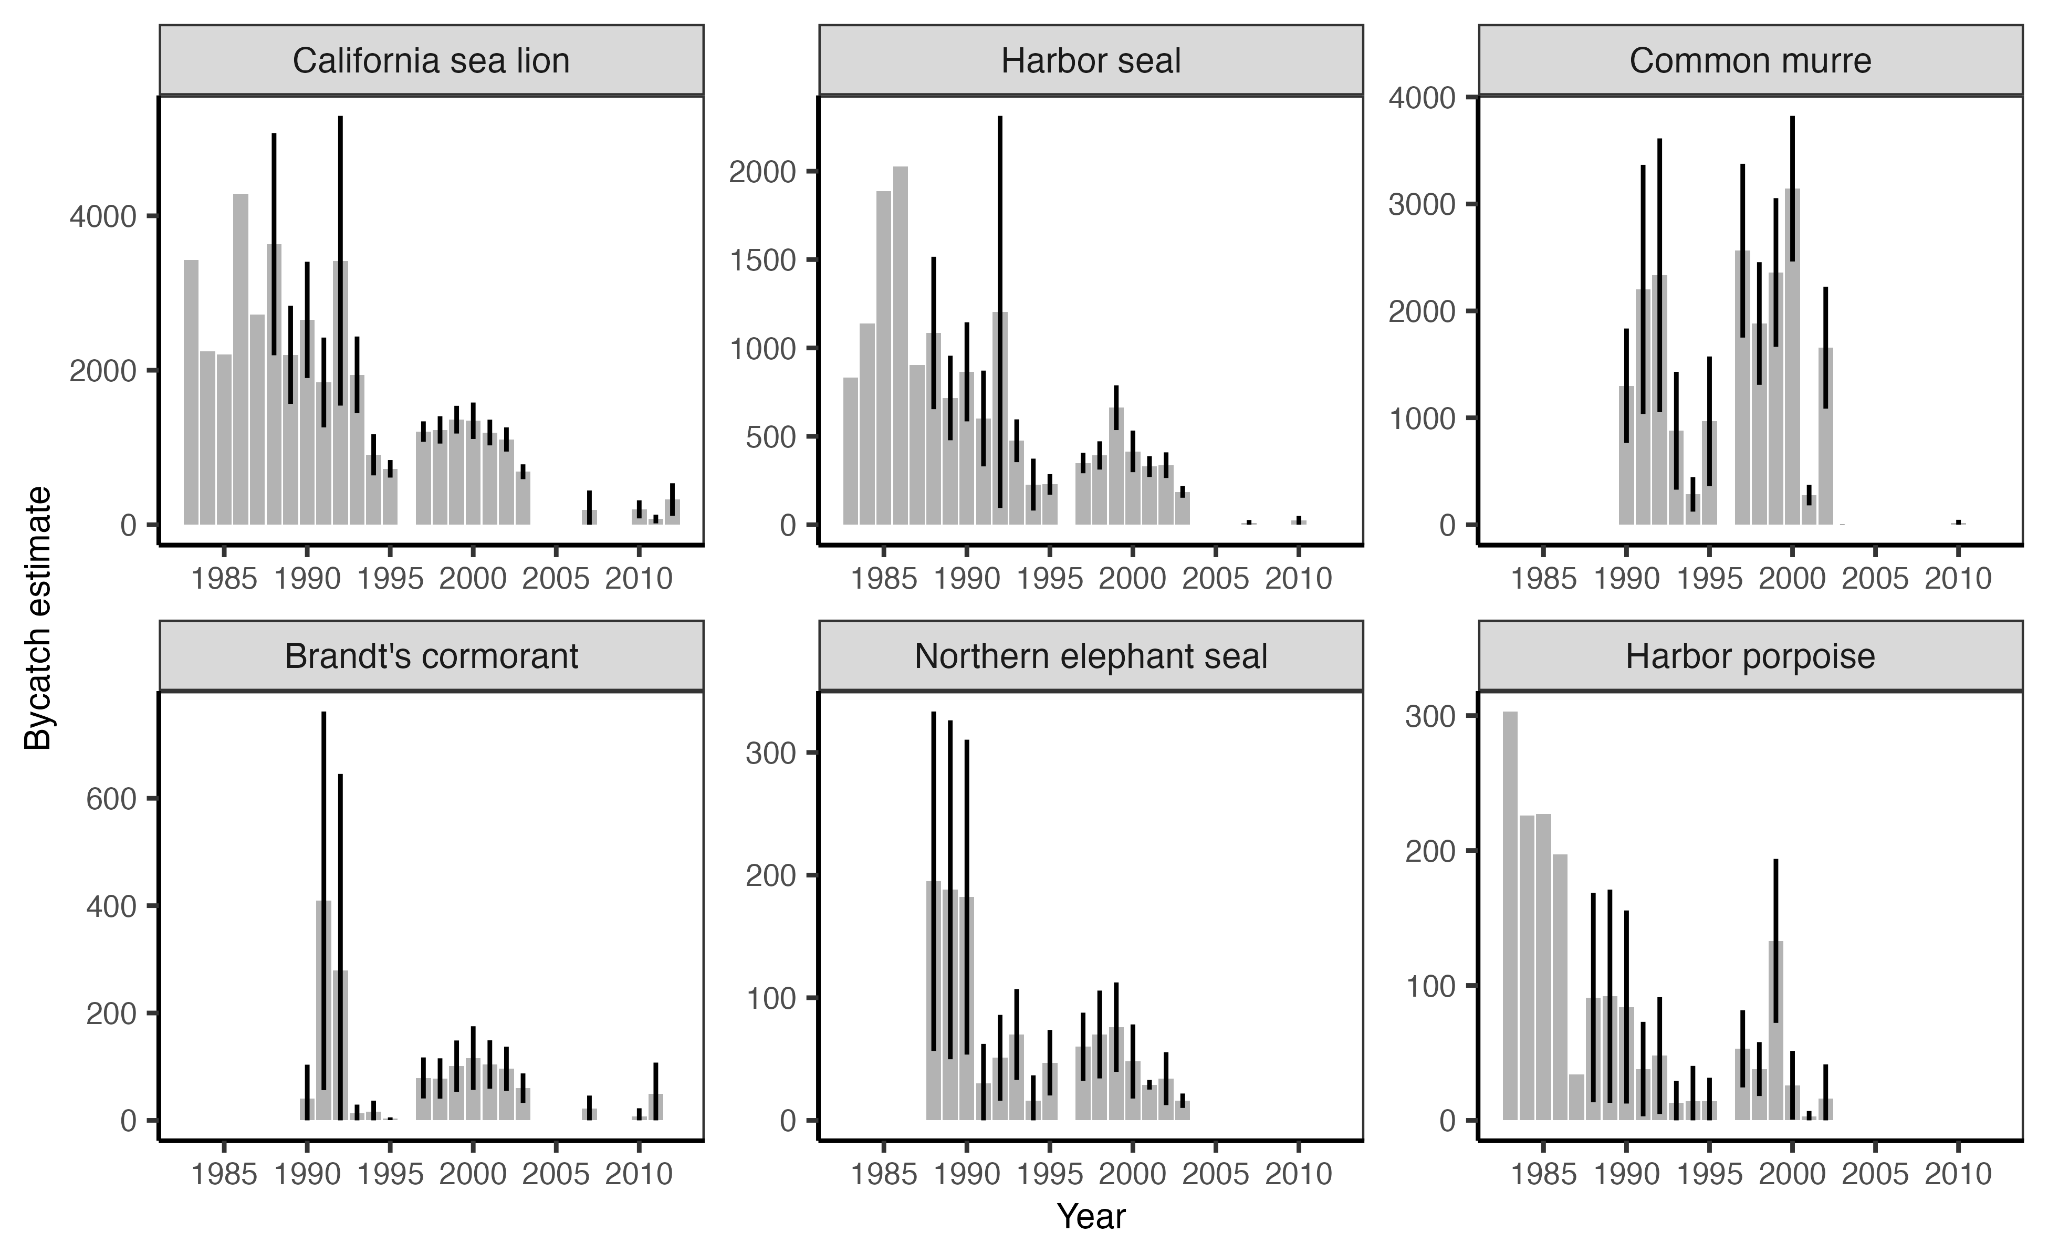 California sea lion
Harbor seal
Common murre
4000
2000
0
2000
1500
1000
500
0
4000
3000
2000
1000
0
1985 1990 1995 2000 2005 2010
1985 1990 1995 2000 2005 2010
1985 1990 1995 2000 2005 2010
Bycatch estimate
Brandt's cormorant
Northern elephant seal
Harbor porpoise
600
400
200
0
300
200
100
0
300
200
100
0
1985 1990 1995 2000 2005 2010
1985 1990 1995 2000 2005 2010
1985 1990 1995 2000 2005 2010
Year